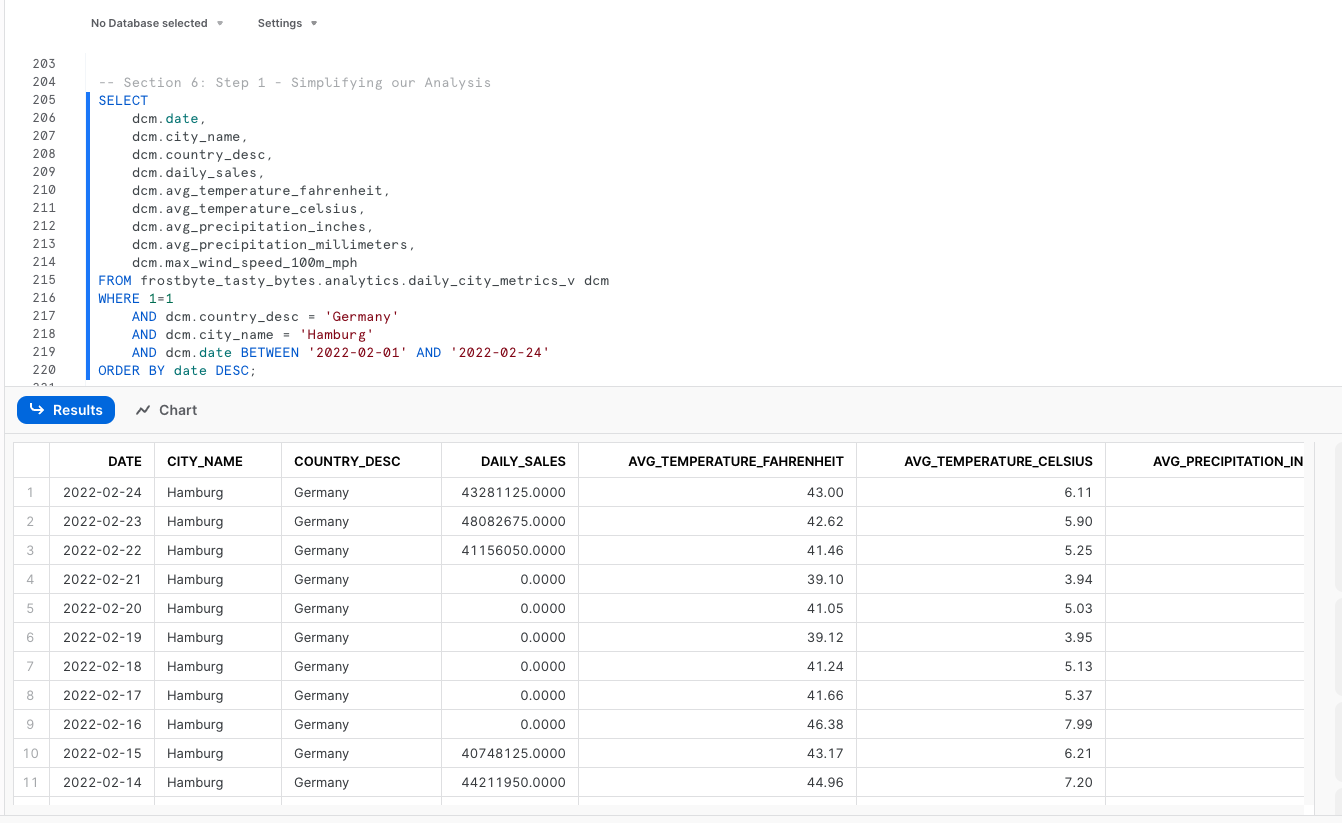 No Database selected Settings
203
204 -- Section 6: Step 1 - Simplifying our Analysis
205 SELECT
206 dcm.date,
207 dcm.city_name,
208 dcm.country_desc,
209 dcm.daily_sales,
210 dcm.avg_temperature_fahrenheit,
211 dcm.avg_temperature_celsius,
212 dcm.avg_precipitation_inches,
213 dcm.avg_precipitation_millimeters,
214 dcm.max_wind_speed_100m_mph
215 FROM frostbyte_tasty_bytes.analytics.daily_city_metrics_v dcm
216 WHERE 1=1
217 AND dcm.country_desc = 'Germany'
218 AND dcm.city_name = 'Hamburg'
219 AND dcm.date BETWEEN '2022-02-01' AND '2022-02-24'
220 ORDER BY date DESC;
Results Chart
DATE CITY_NAME COUNTRY_DESC DAILY_SALES AVG_TEMPERATURE_FAHRENHEIT AVG_TEMPERATURE_CELSIUS AVG_PRECIPITATION_IN
1 2022-02-24 Hamburg Germany 43281125.0000 43.00 6.11
2 2022-02-23 Hamburg Germany 48082675.0000 42.62 5.90
3 2022-02-22 Hamburg Germany 41156050.0000 41.46 5.25
4 2022-02-21 Hamburg Germany 0.0000 39.10 3.94
5 2022-02-20 Hamburg Germany 0.0000 41.05 5.03
6 2022-02-19 Hamburg Germany 0.0000 39.12 3.95
7 2022-02-18 Hamburg Germany 0.0000 41.24 5.13
8 2022-02-17 Hamburg Germany 0.0000 41.66 5.37
9 2022-02-16 Hamburg Germany 0.0000 46.38 7.99
10 2022-02-15 Hamburg Germany 40748125.0000 43.17 6.21
11 2022-02-14 Hamburg Germany 44211950.0000 44.96 7.20